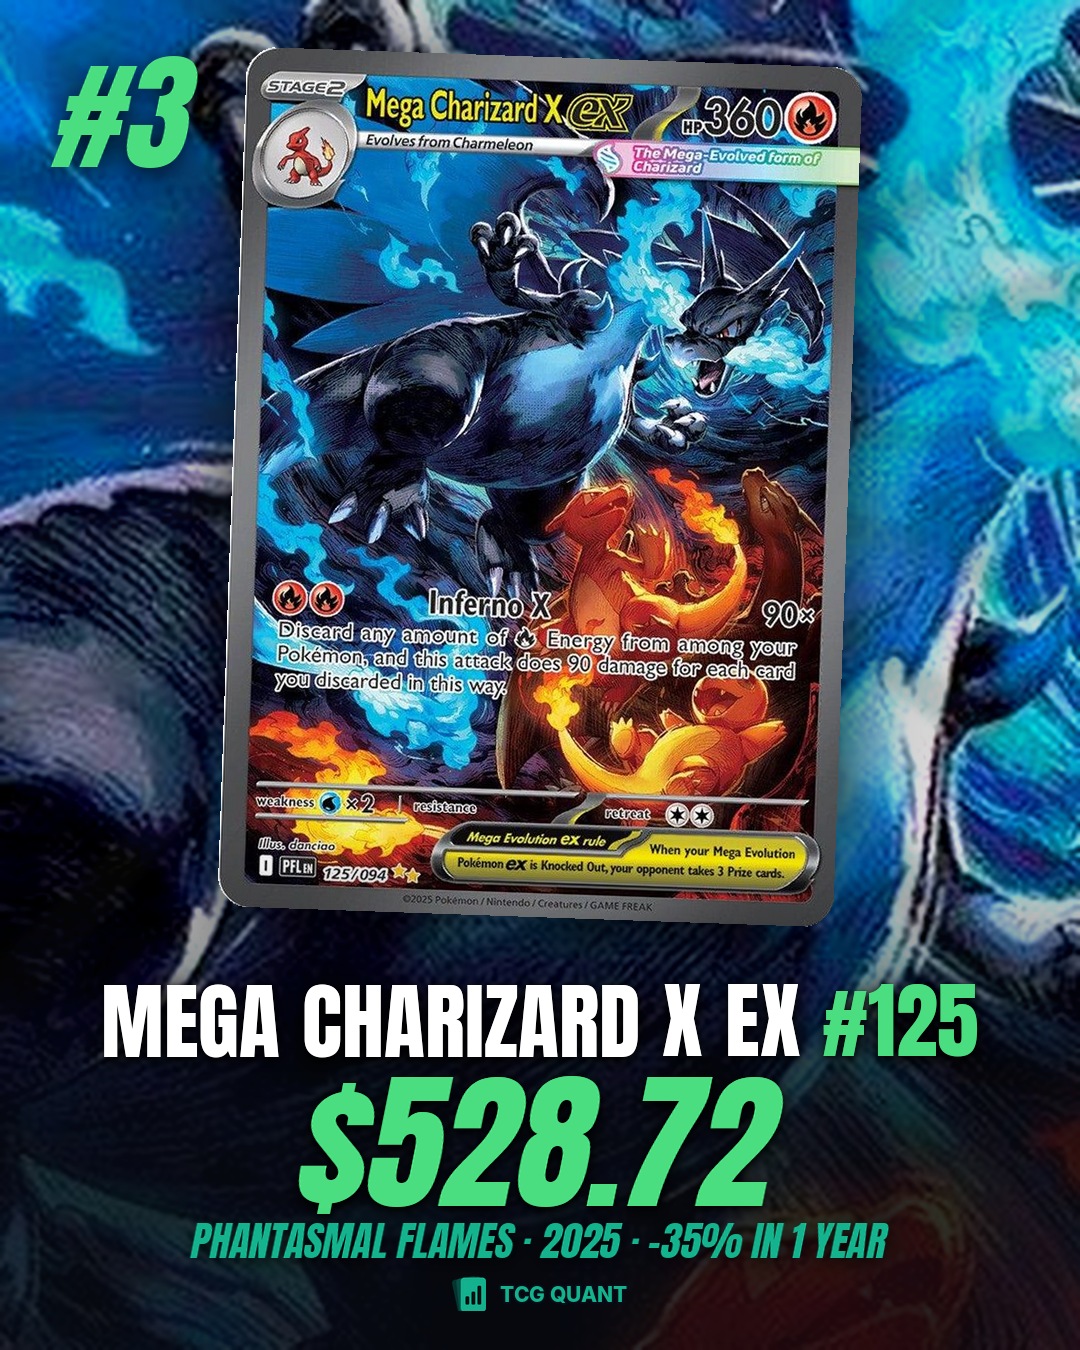 #3
STAGE2
Mega Charizard X ex
HP 360
Evolves from Charmeleon
The Mega-Evolved form of
Charizard
Inferno X
90×
Discard any amount of Energy from among your
Pokémon, and this attack does 90 damage for each card
you discarded in this way.
weakness ×2
resistance
retreat
Illus. danciao
Mega Evolution ex rule
When your Mega Evolution
Pokémon ex is Knocked Out, your opponent takes 3 Prize cards.
I PFL EN 125/094
©2025 Pokémon / Nintendo / Creatures / GAME FREAK
MEGA CHARIZARD X EX #125
$528.72
PHANTASMAL FLAMES · 2025 · -35% IN 1 YEAR
TCG QUANT